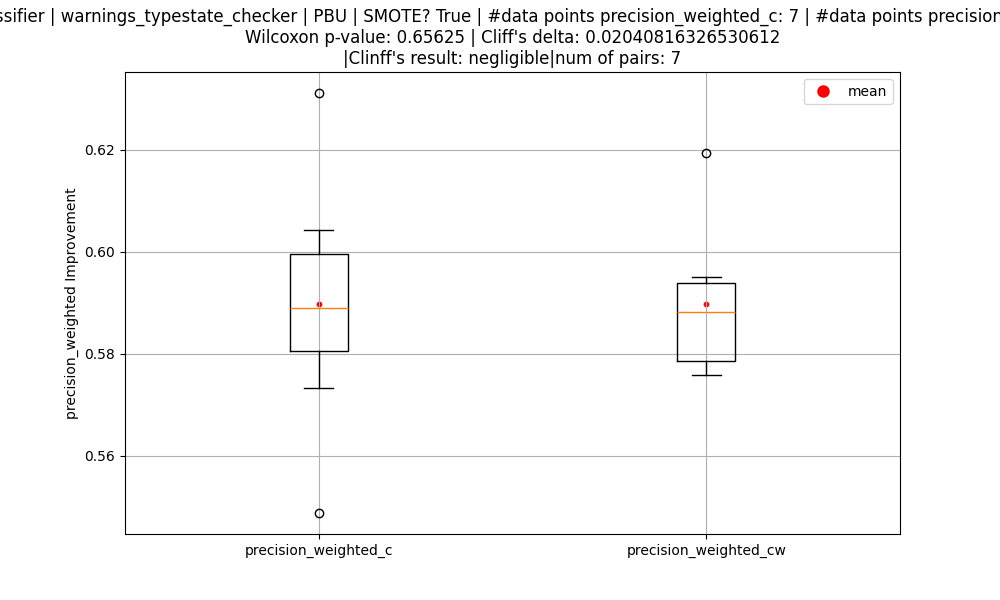 ssifier | warnings_typestate_checker | PBU | SMOTE? True | #data points precision_weighted_c: 7 | #data points precision
Wilcoxon p-value: 0.65625 | Cliff's delta: 0.02040816326530612
|Clinff's result: negligible|num of pairs: 7
mean
0.62
0.60
0.58
0.56
precision_weighted Improvement
precision_weighted_c
precision_weighted_cw